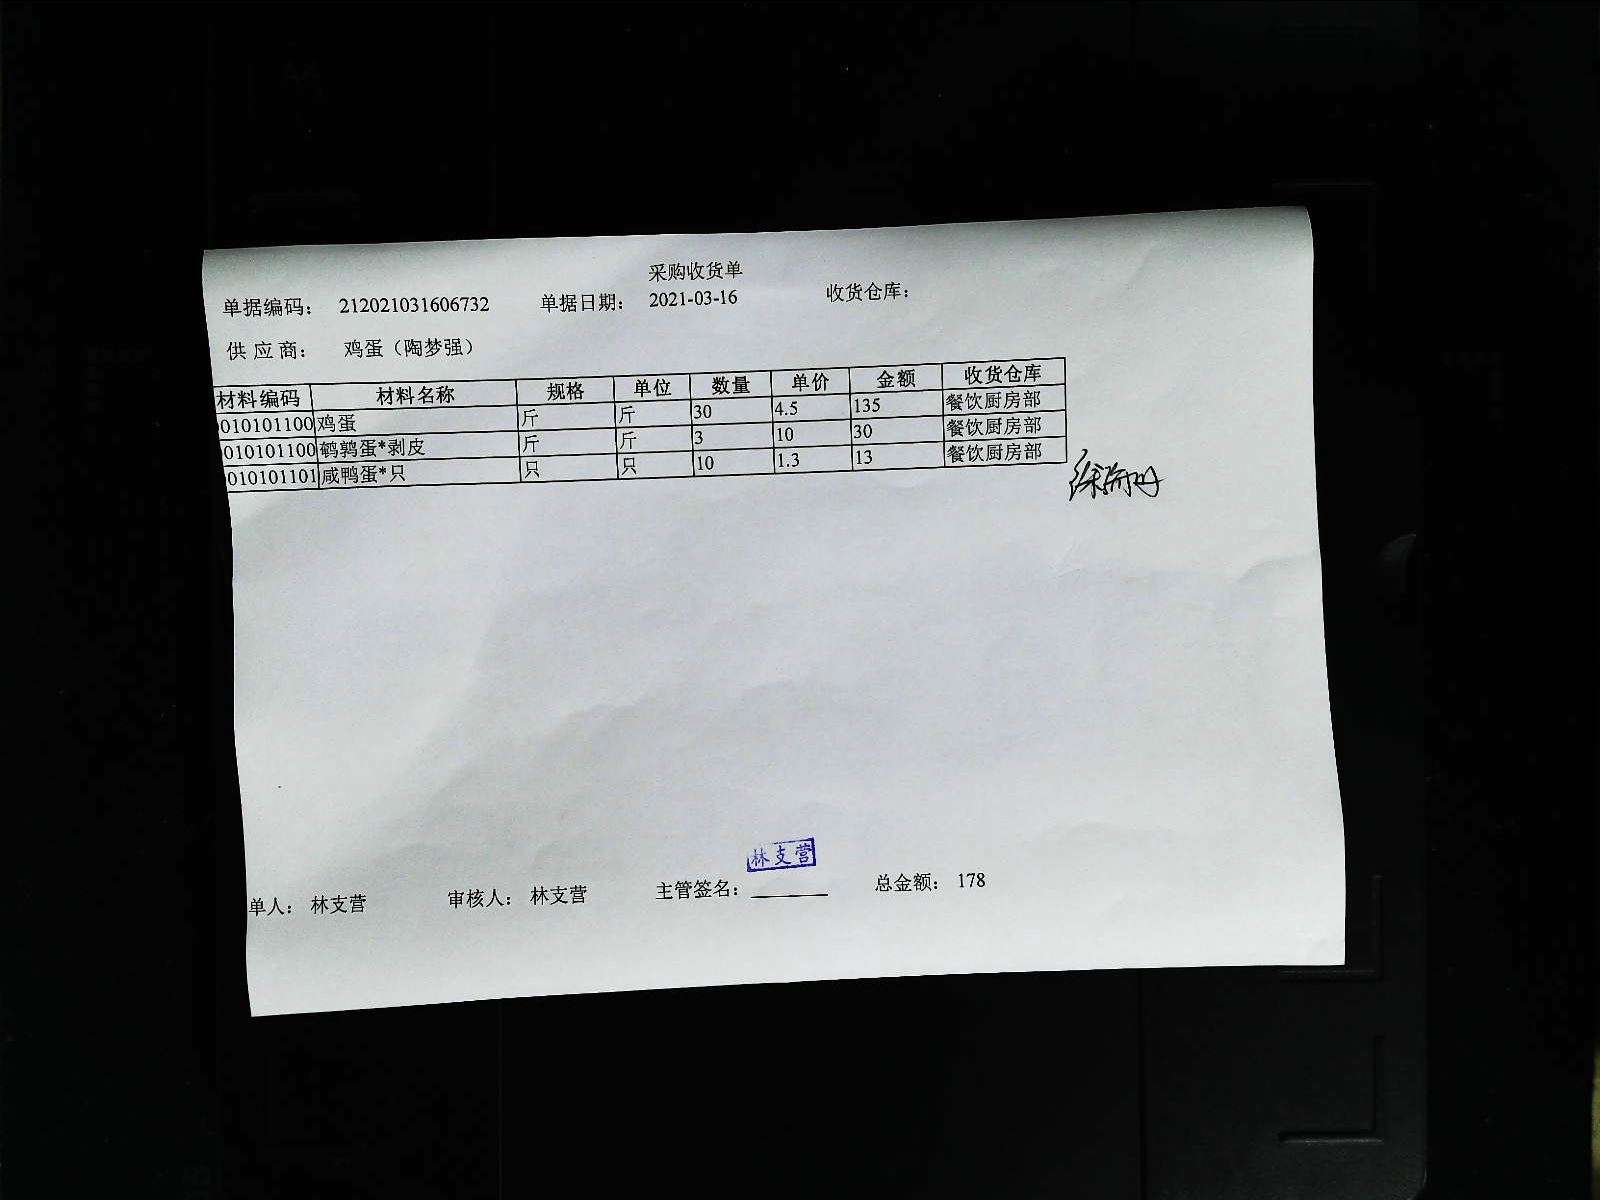 采购收货单
单据编码： 212021031606732 单据日期： 2021-03-16 收货仓库：
供 应 商： 鸡蛋（陶梦强）
材料编码 材料名称 规格 单位 数量 单价 金额 收货仓库
010101100 鸡蛋 斤 斤 30 4.5 135 餐饮厨房部
010101100 鹌鹑蛋*剥皮 斤 斤 3 10 30 餐饮厨房部
010101101 咸鸭蛋*只 只 只 10 1.3 13 餐饮厨房部
林支营
单人： 林支营 审核人： 林支营 主管签名： 总金额： 178